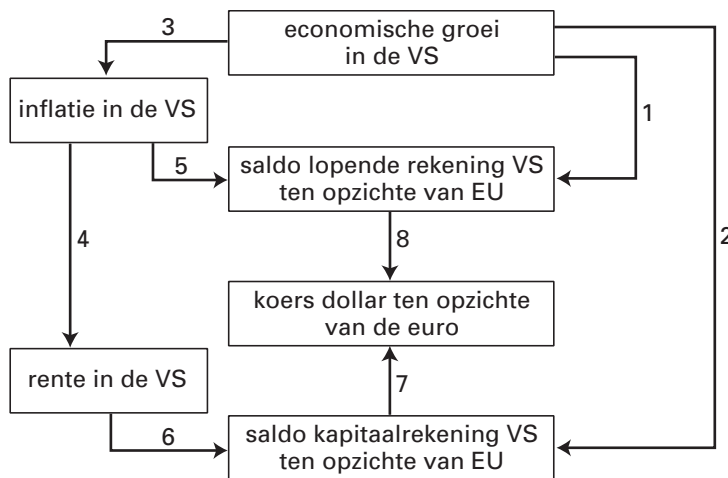 3
economische groei
in de VS
inflatie in de VS
1
5
saldo lopende rekening VS
ten opzichte van EU
4
8
2
koers dollar ten opzichte
van de euro
rente in de VS
7
6
saldo kapitaalrekening VS
ten opzichte van EU